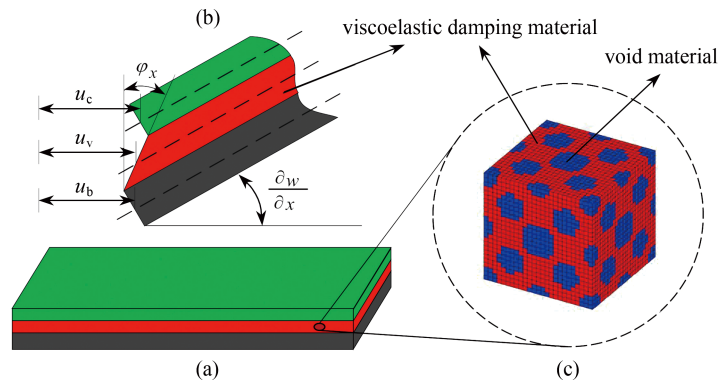 (b)
viscoelastic damping material
void material
φx
uc
uv
ub
∂w
∂x
(a)
(c)